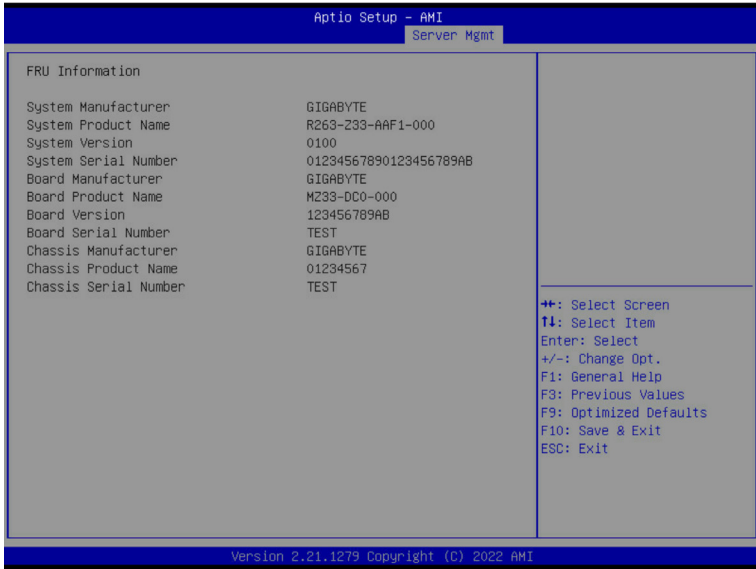 Aptio Setup – AMI
Server Mgmt
FRU Information
System Manufacturer GIGABYTE
System Product Name R263-Z33-AAF1-000
System Version 0100
System Serial Number 01234567890123456789AB
Board Manufacturer GIGABYTE
Board Product Name MZ33-DC0-000
Board Version 123456789AB
Board Serial Number TEST
Chassis Manufacturer GIGABYTE
Chassis Product Name 01234567
Chassis Serial Number TEST
→←: Select Screen
↑↓: Select Item
Enter: Select
+/-: Change Opt.
F1: General Help
F3: Previous Values
F9: Optimized Defaults
F10: Save & Exit
ESC: Exit
Version 2.21.1279 Copyright (C) 2022 AMI